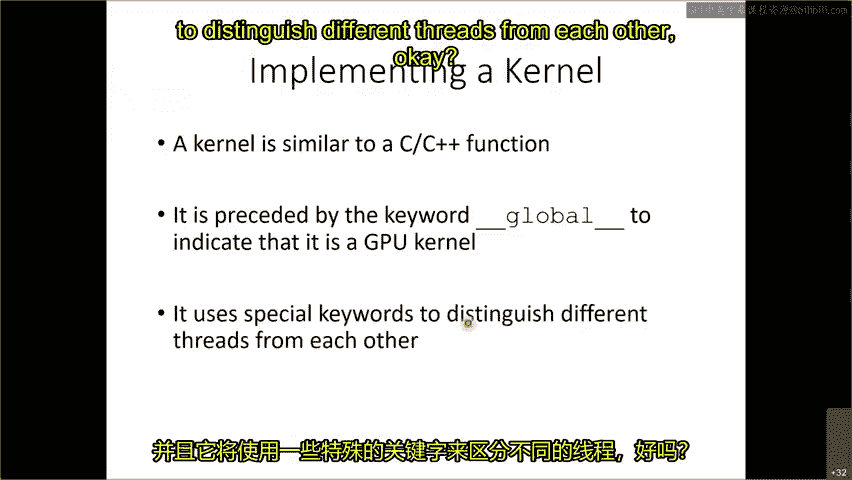 to distinguish different threads from each other,
okay?
Implementing a Kernel
• A kernel is similar to a C/C++ function
• It is preceded by the keyword __global__ to
indicate that it is a GPU kernel
• It uses special keywords to distinguish different
threads from each other
并且它将使用一些特殊的关键字来区分不同的线程，好吗？
+32